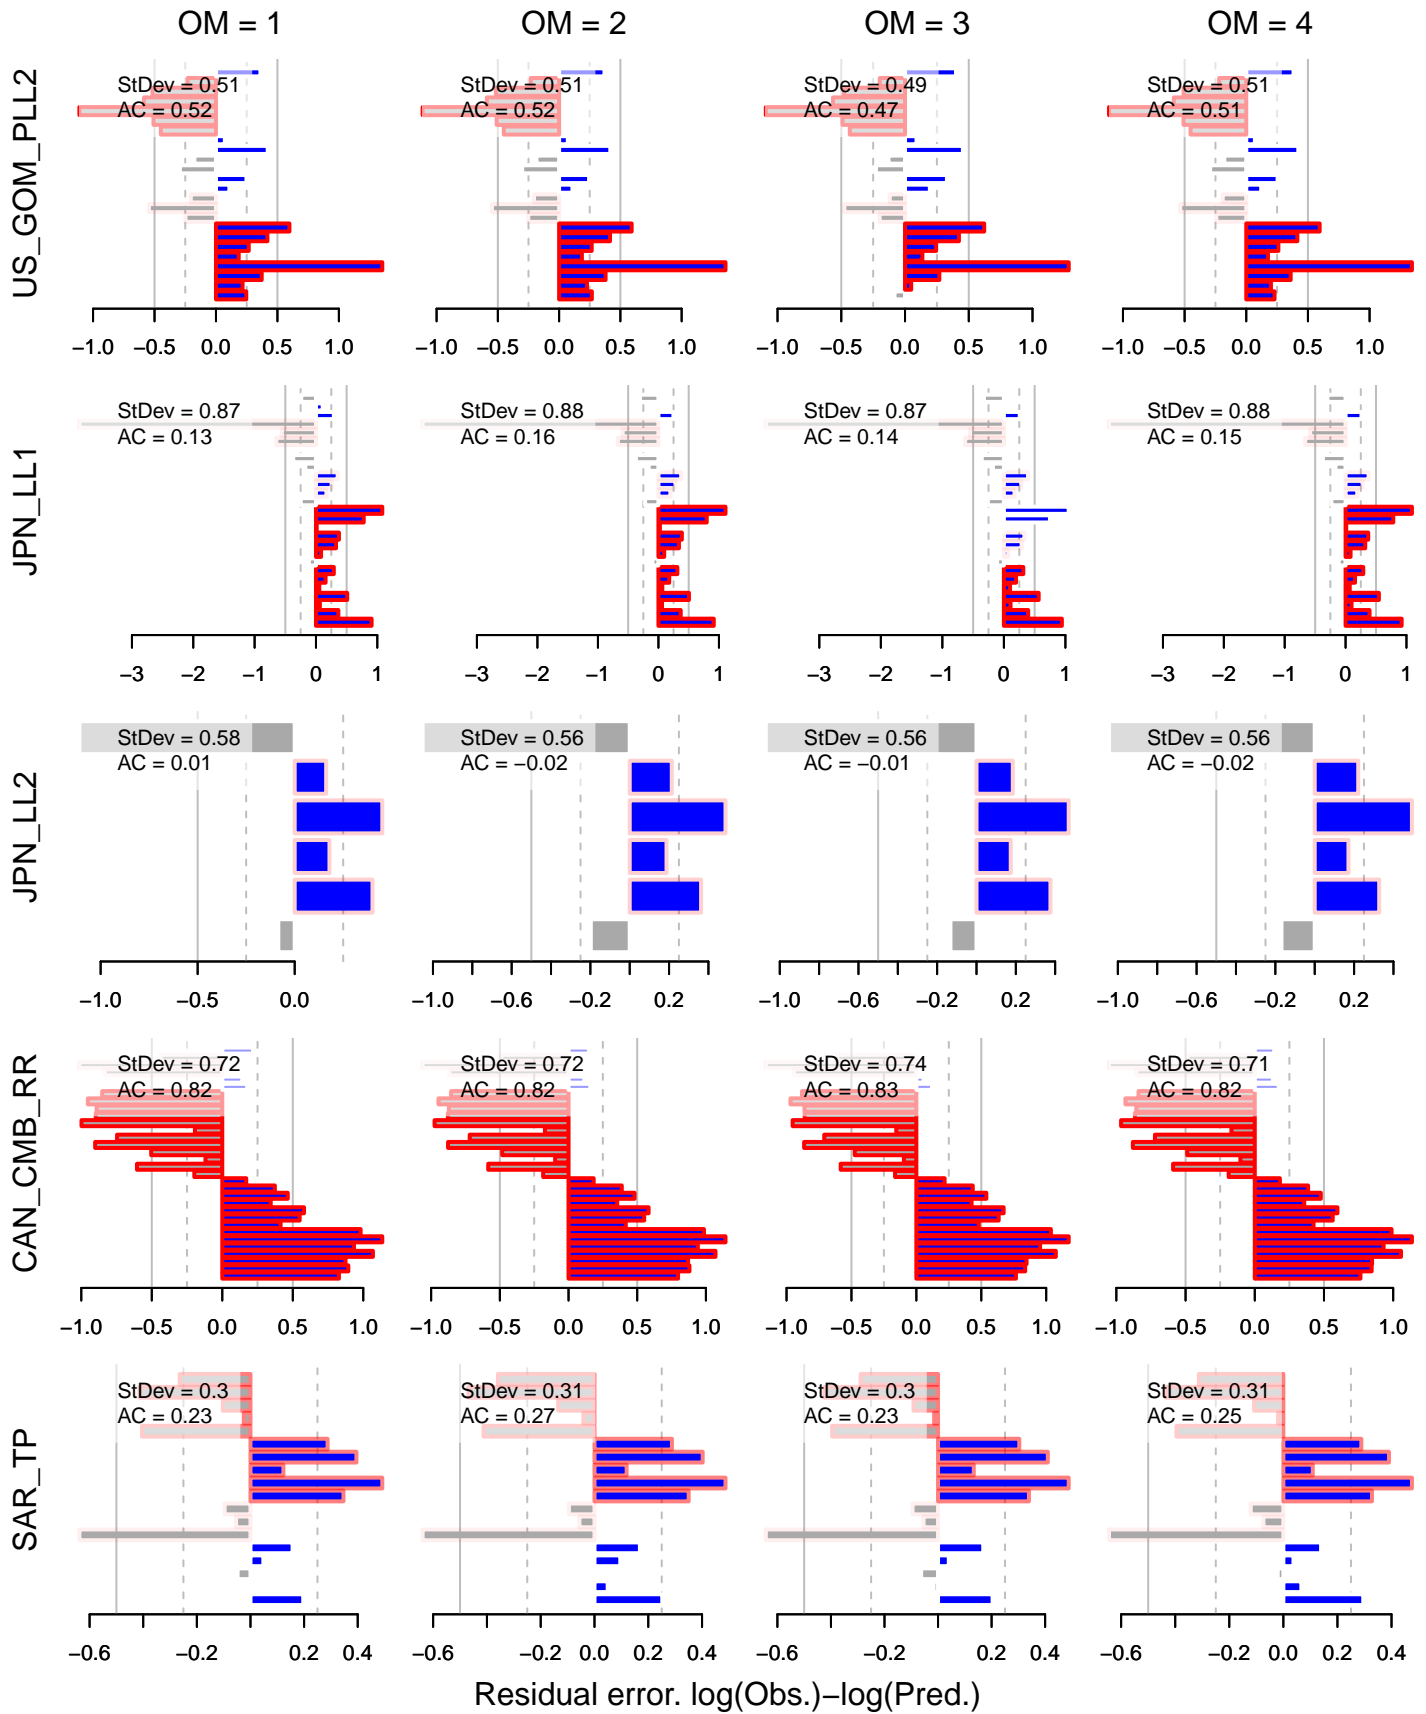 OM = 1 OM = 2 OM = 3 OM = 4
US_GOM_PLL2
StDev = 0.51 StDev = 0.51 StDev = 0.49 StDev = 0.51
AC = 0.52 AC = 0.52 AC = 0.47 AC = 0.51
−1.0 −0.5 0.0 0.5 1.0 −1.0 −0.5 0.0 0.5 1.0 −1.0 −0.5 0.0 0.5 1.0 −1.0 −0.5 0.0 0.5 1.0
JPN_LL1
StDev = 0.87 StDev = 0.88 StDev = 0.87 StDev = 0.88
AC = 0.13 AC = 0.16 AC = 0.14 AC = 0.15
−3 −2 −1 0 1 −3 −2 −1 0 1 −3 −2 −1 0 1 −3 −2 −1 0 1
JPN_LL2
StDev = 0.58 StDev = 0.56 StDev = 0.56 StDev = 0.56
AC = 0.01 AC = −0.02 AC = −0.01 AC = −0.02
−1.0 −0.5 0.0 −1.0 −0.6 −0.2 0.2 −1.0 −0.6 −0.2 0.2 −1.0 −0.6 −0.2 0.2
CAN_CMB_RR
StDev = 0.72 StDev = 0.72 StDev = 0.74 StDev = 0.71
AC = 0.82 AC = 0.82 AC = 0.83 AC = 0.82
−1.0 −0.5 0.0 0.5 1.0 −1.0 −0.5 0.0 0.5 1.0 −1.0 −0.5 0.0 0.5 1.0 −1.0 −0.5 0.0 0.5 1.0
SAR_TP
StDev = 0.3 StDev = 0.31 StDev = 0.3 StDev = 0.31
AC = 0.23 AC = 0.27 AC = 0.23 AC = 0.25
−0.6 −0.2 0.0 0.2 0.4 −0.6 −0.2 0.0 0.2 0.4 −0.6 −0.2 0.0 0.2 0.4 −0.6 −0.2 0.0 0.2 0.4
Residual error. log(Obs.)−log(Pred.)